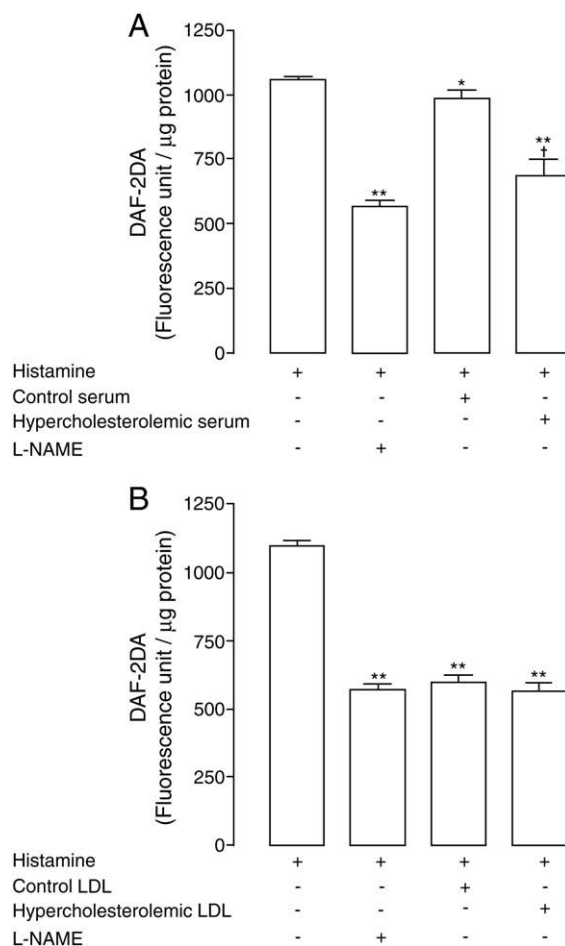 A
1250
1000
750
500
250
0
DAF-2DA
(Fluorescence unit / µg protein)
**
*
**
†
Histamine + + + +
Control serum - - + -
Hypercholesterolemic serum - - - +
L-NAME - + - -
B
1250
1000
750
500
250
0
DAF-2DA
(Fluorescence unit / µg protein)
** ** **
Histamine + + + +
Control LDL - - + -
Hypercholesterolemic LDL - - - +
L-NAME - + - -